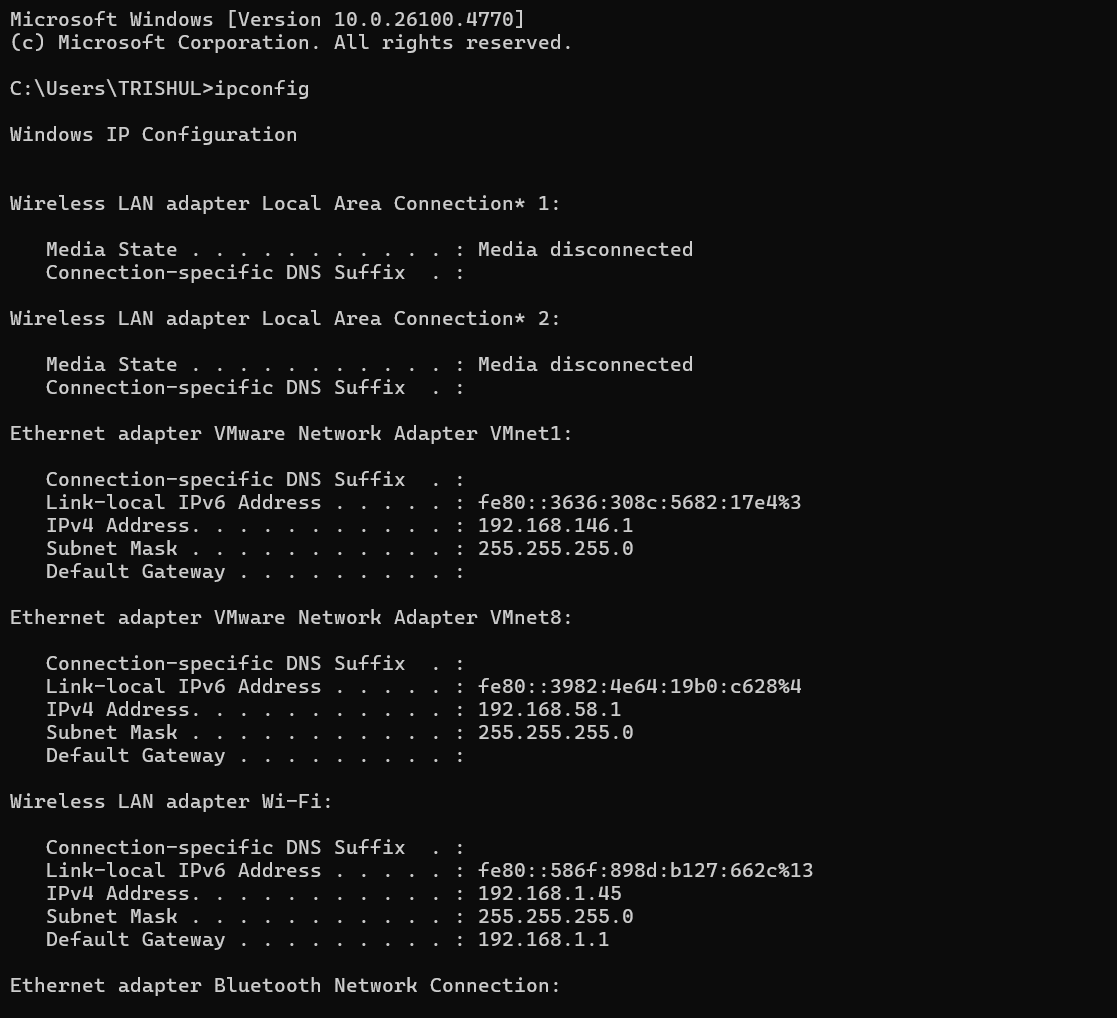 Microsoft Windows [Version 10.0.26100.4770]
(c) Microsoft Corporation. All rights reserved.
C:\Users\TRISHUL>ipconfig
Windows IP Configuration
Wireless LAN adapter Local Area Connection* 1:
   Media State . . . . . . . . . . . : Media disconnected
   Connection-specific DNS Suffix  . :
Wireless LAN adapter Local Area Connection* 2:
   Media State . . . . . . . . . . . : Media disconnected
   Connection-specific DNS Suffix  . :
Ethernet adapter VMware Network Adapter VMnet1:
   Connection-specific DNS Suffix  . :
   Link-local IPv6 Address . . . . . : fe80::3636:308c:5682:17e4%3
   IPv4 Address. . . . . . . . . . . : 192.168.146.1
   Subnet Mask . . . . . . . . . . . : 255.255.255.0
   Default Gateway . . . . . . . . . :
Ethernet adapter VMware Network Adapter VMnet8:
   Connection-specific DNS Suffix  . :
   Link-local IPv6 Address . . . . . : fe80::3982:4e64:19b0:c628%4
   IPv4 Address. . . . . . . . . . . : 192.168.58.1
   Subnet Mask . . . . . . . . . . . : 255.255.255.0
   Default Gateway . . . . . . . . . :
Wireless LAN adapter Wi-Fi:
   Connection-specific DNS Suffix  . :
   Link-local IPv6 Address . . . . . : fe80::586f:898d:b127:662c%13
   IPv4 Address. . . . . . . . . . . : 192.168.1.45
   Subnet Mask . . . . . . . . . . . : 255.255.255.0
   Default Gateway . . . . . . . . . : 192.168.1.1
Ethernet adapter Bluetooth Network Connection: